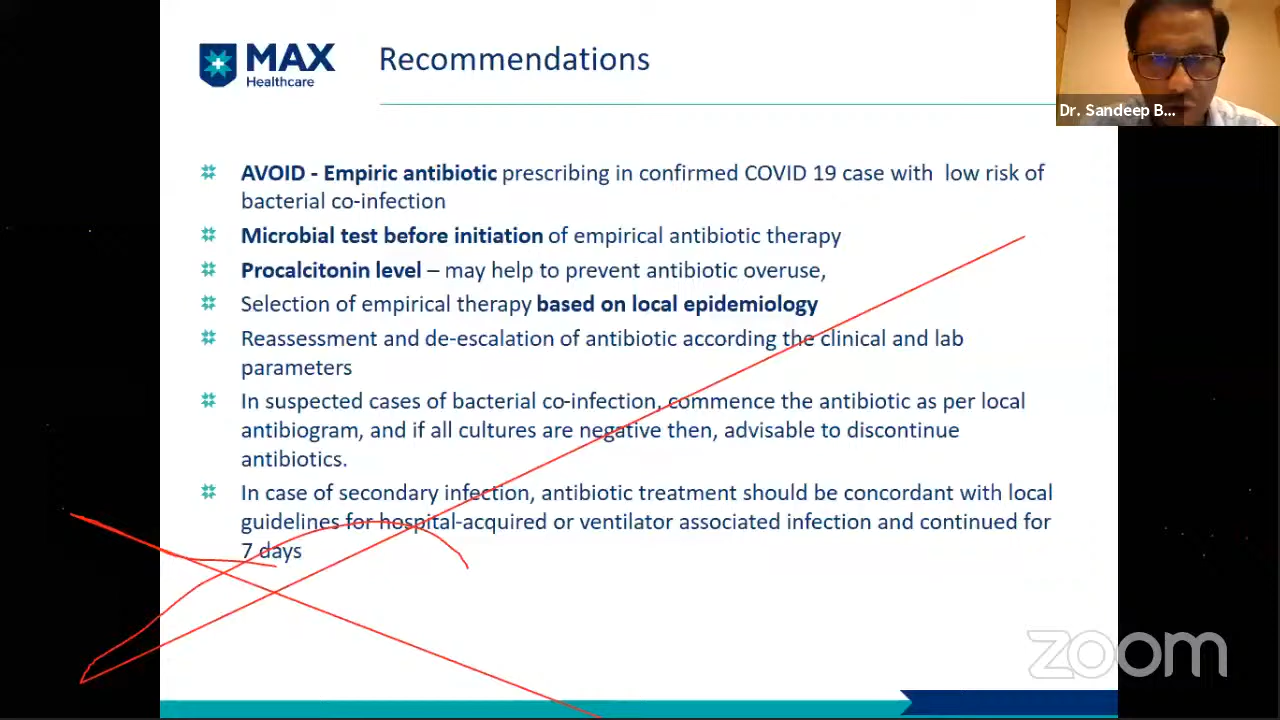 MAX
Healthcare
Recommendations
Dr. Sandeep B...
AVOID - Empiric antibiotic prescribing in confirmed COVID 19 case with low risk of
bacterial co-infection
Microbial test before initiation of empirical antibiotic therapy
Procalcitonin level – may help to prevent antibiotic overuse,
Selection of empirical therapy based on local epidemiology
Reassessment and de-escalation of antibiotic according the clinical and lab
parameters
In suspected cases of bacterial co-infection, commence the antibiotic as per local
antibiogram, and if all cultures are negative then, advisable to discontinue
antibiotics.
In case of secondary infection, antibiotic treatment should be concordant with local
guidelines for hospital-acquired or ventilator associated infection and continued for
7 days
zoom